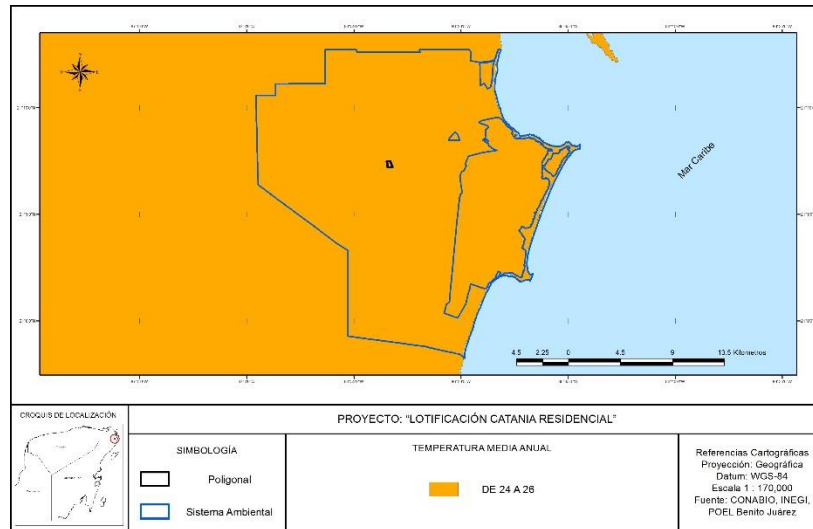 Mar Caribe
4.5 2.25 0 4.5 9 13.5 Kilometros
CROQUIS DE LOCALIZACIÓN
PROYECTO: "LOTIFICACIÓN CATANIA RESIDENCIAL"
SIMBOLOGÍA
Poligonal
Sistema Ambiental
TEMPERATURA MEDIA ANUAL
DE 24 A 26
Referencias Cartográficas
Proyección: Geográfica
Datum: WGS-84
Escala 1 : 170,000
Fuente: CONABIO, INEGI,
POEL Benito Juárez